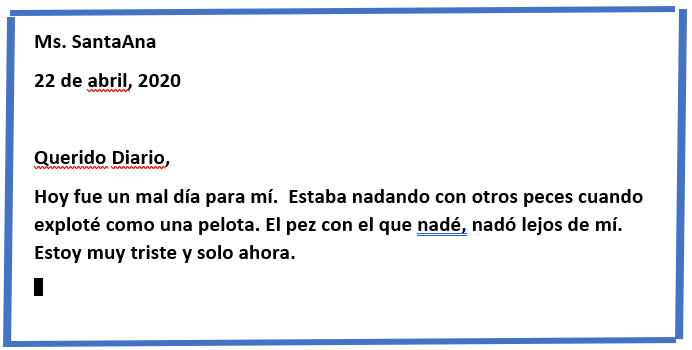 Ms. SantaAna
22 de abril, 2020
Querido Diario,
Hoy fue un mal día para mí.  Estaba nadando con otros peces cuando
exploté como una pelota. El pez con el que nadé, nadó lejos de mí.
Estoy muy triste y solo ahora.